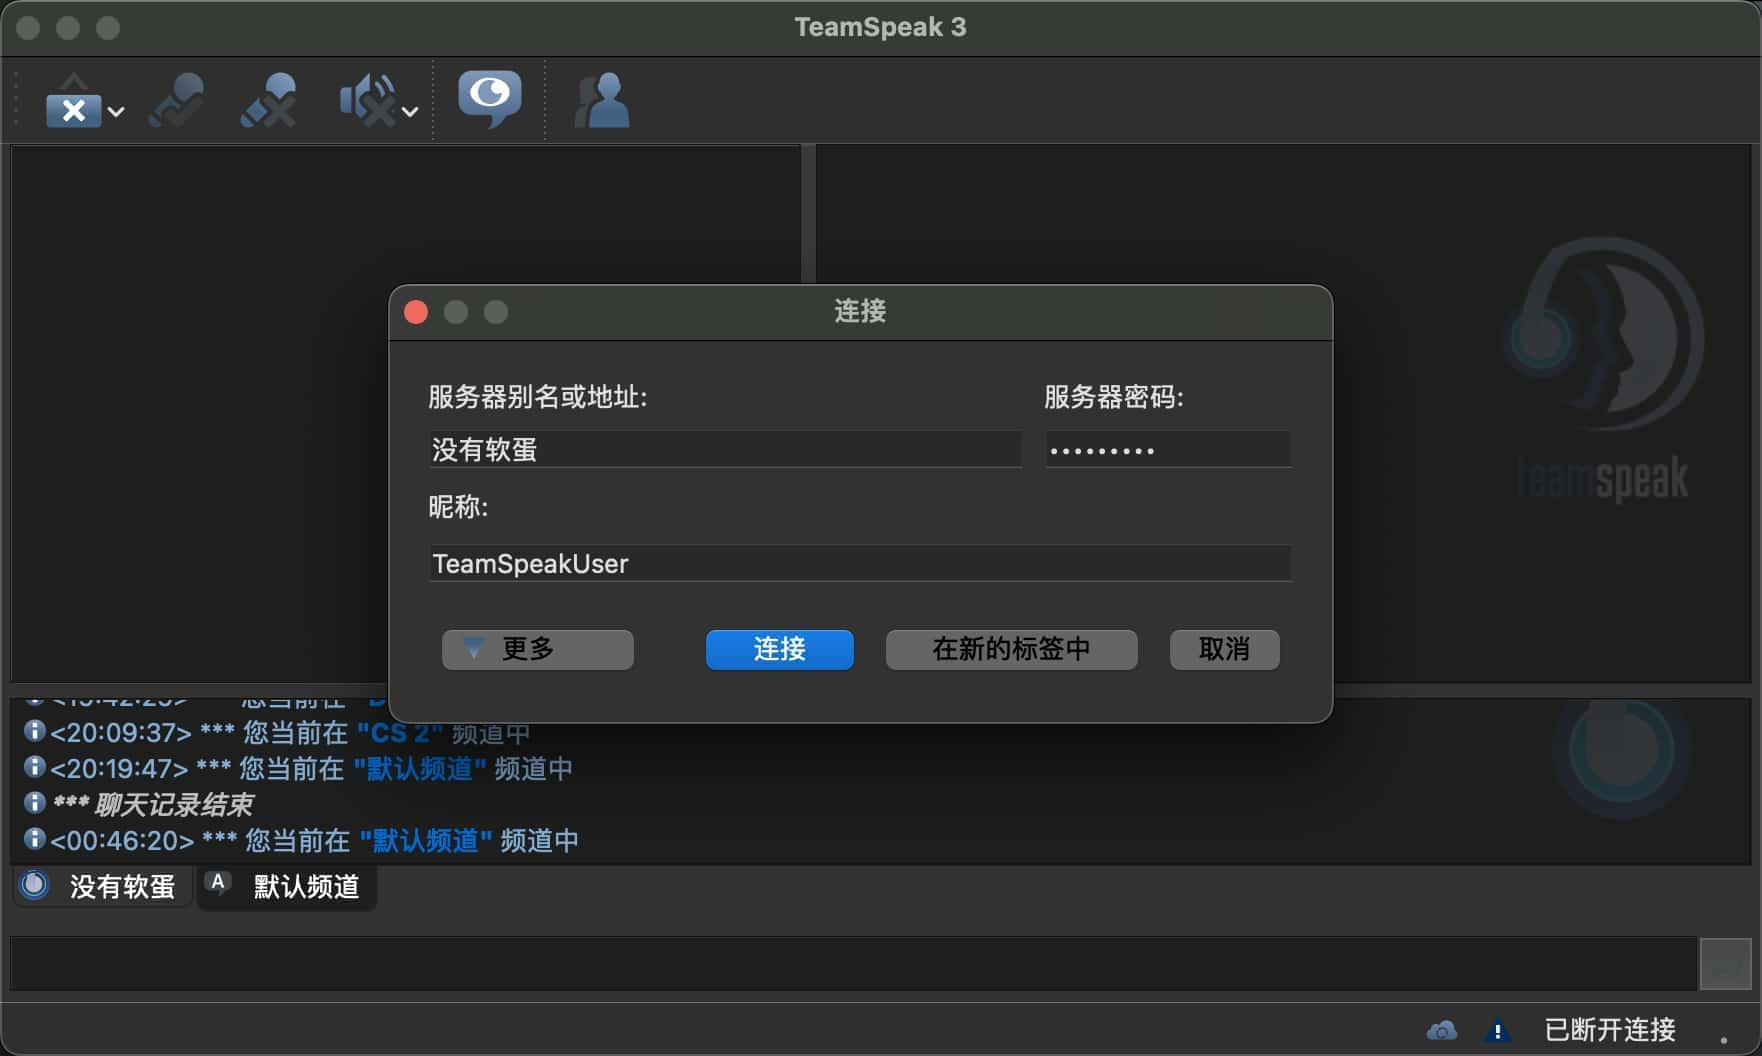 TeamSpeak 3
连接
服务器别名或地址:
服务器密码:
没有软蛋
•••••••••
昵称:
TeamSpeakUser
更多
连接
在新的标签中
取消
teamspeak
<20:09:37> *** 您当前在 "CS 2" 频道中
<20:19:47> *** 您当前在 "默认频道" 频道中
*** 聊天记录结束
<00:46:20> *** 您当前在 "默认频道" 频道中
没有软蛋
A
默认频道
已断开连接